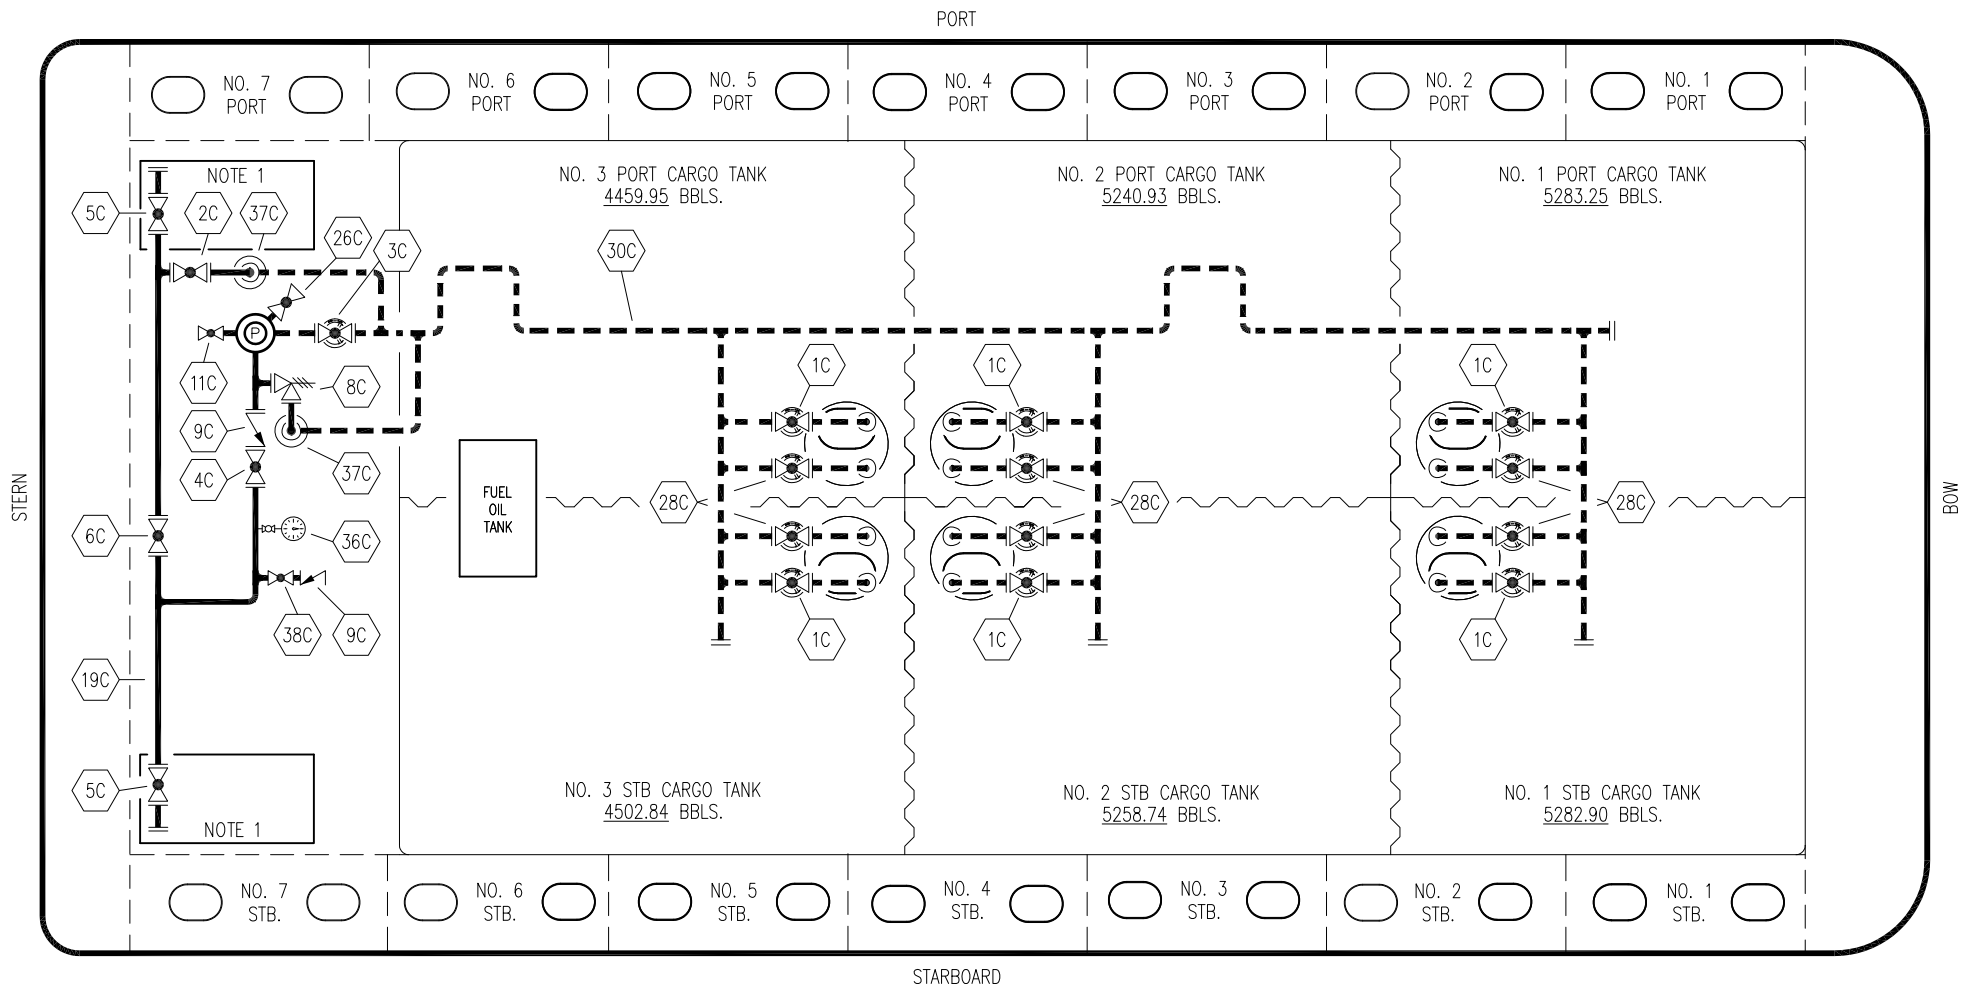 PORT
NO. 7
PORT
NO. 6
PORT
NO. 5
PORT
NO. 4
PORT
NO. 3
PORT
NO. 2
PORT
NO. 1
PORT
NOTE 1
5C
2C
37C
26C
3C
30C
NO. 3 PORT CARGO TANK
4459.95 BBLS.
NO. 2 PORT CARGO TANK
5240.93 BBLS.
NO. 1 PORT CARGO TANK
5283.25 BBLS.
P
11C
8C
9C
4C
37C
6C
36C
38C
9C
19C
5C
NOTE 1
STERN
FUEL
OIL
TANK
1C
1C
1C
28C
28C
28C
1C
1C
1C
BOW
NO. 3 STB CARGO TANK
4502.84 BBLS.
NO. 2 STB CARGO TANK
5258.74 BBLS.
NO. 1 STB CARGO TANK
5282.90 BBLS.
NO. 7
STB.
NO. 6
STB.
NO. 5
STB.
NO. 4
STB.
NO. 3
STB.
NO. 2
STB.
NO. 1
STB.
STARBOARD